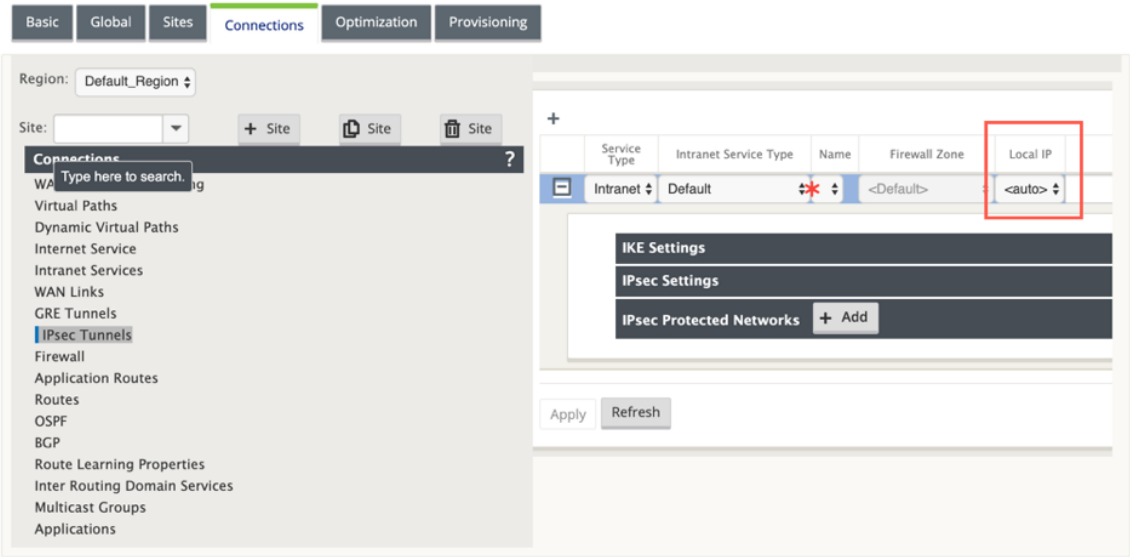 Basic Global Sites Connections Optimization Provisioning
Region: Default_Region
Site: + Site Site Site
Connections ?
Type here to search.
WA ng
Virtual Paths
Dynamic Virtual Paths
Internet Service
Intranet Services
WAN Links
GRE Tunnels
IPsec Tunnels
Firewall
Application Routes
Routes
OSPF
BGP
Route Learning Properties
Inter Routing Domain Services
Multicast Groups
Applications
+
Service Type Intranet Service Type Name Firewall Zone Local IP
Intranet Default <Default> <auto>
IKE Settings
IPsec Settings
IPsec Protected Networks + Add
Apply Refresh